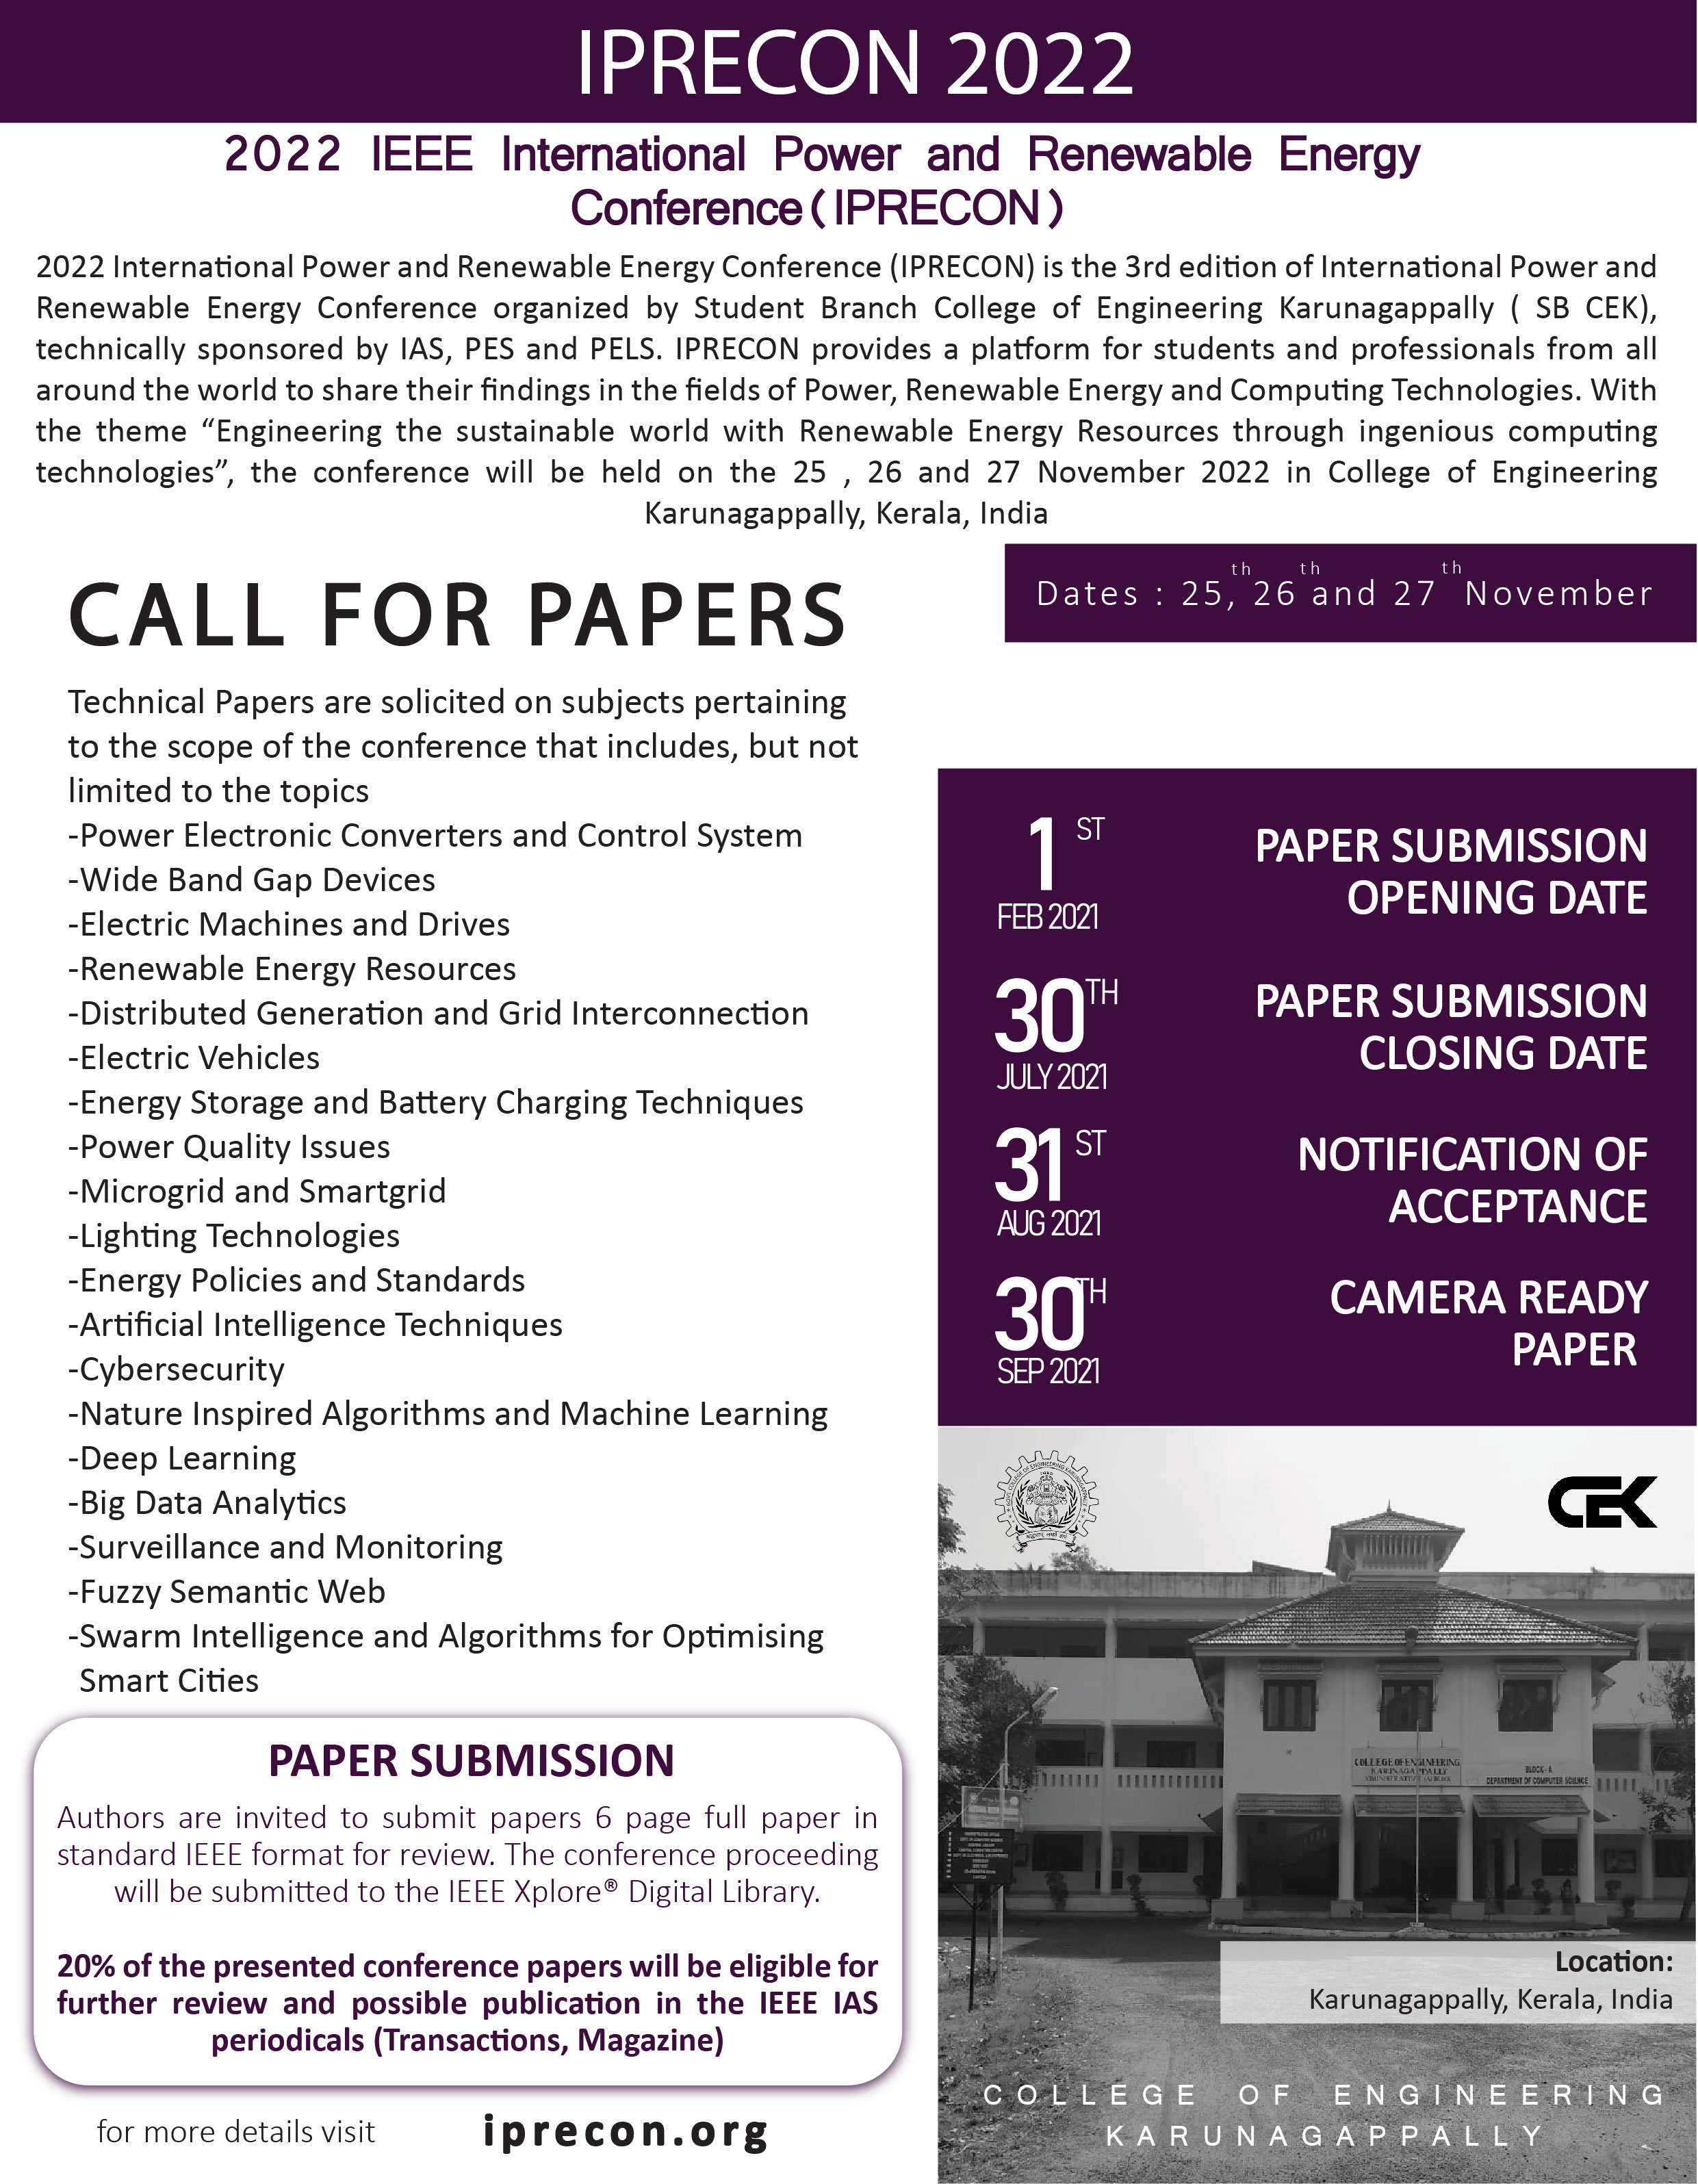 IPRECON 2022
2022 IEEE International Power and Renewable Energy
Conference(IPRECON)
2022 International Power and Renewable Energy Conference (IPRECON) is the 3rd edition of International Power and
Renewable Energy Conference organized by Student Branch College of Engineering Karunagappally ( SB CEK),
technically sponsored by IAS, PES and PELS. IPRECON provides a platform for students and professionals from all
around the world to share their findings in the fields of Power, Renewable Energy and Computing Technologies. With
the theme “Engineering the sustainable world with Renewable Energy Resources through ingenious computing
technologies”, the conference will be held on the 25 , 26 and 27 November 2022 in College of Engineering
Karunagappally, Kerala, India
Dates : 25th, 26th and 27th November
CALL FOR PAPERS
Technical Papers are solicited on subjects pertaining
to the scope of the conference that includes, but not
limited to the topics
-Power Electronic Converters and Control System
-Wide Band Gap Devices
-Electric Machines and Drives
-Renewable Energy Resources
-Distributed Generation and Grid Interconnection
-Electric Vehicles
-Energy Storage and Battery Charging Techniques
-Power Quality Issues
-Microgrid and Smartgrid
-Lighting Technologies
-Energy Policies and Standards
-Artificial Intelligence Techniques
-Cybersecurity
-Nature Inspired Algorithms and Machine Learning
-Deep Learning
-Big Data Analytics
-Surveillance and Monitoring
-Fuzzy Semantic Web
-Swarm Intelligence and Algorithms for Optimising
Smart Cities
1ST
FEB 2021
PAPER SUBMISSION
OPENING DATE
30TH
JULY 2021
PAPER SUBMISSION
CLOSING DATE
31ST
AUG 2021
NOTIFICATION OF
ACCEPTANCE
30TH
SEP 2021
CAMERA READY
PAPER
PAPER SUBMISSION
Authors are invited to submit papers 6 page full paper in
standard IEEE format for review. The conference proceeding
will be submitted to the IEEE Xplore® Digital Library.
20% of the presented conference papers will be eligible for
further review and possible publication in the IEEE IAS
periodicals (Transactions, Magazine)
for more details visit iprecon.org
CEK
COLLEGE OF ENGINEERING
KARUNAGAPPALLY
BLOCK - A
DEPARTMENT OF COMPUTER SCIENCE
Location:
Karunagappally, Kerala, India
COLLEGE OF ENGINEERING
KARUNAGAPPALLY